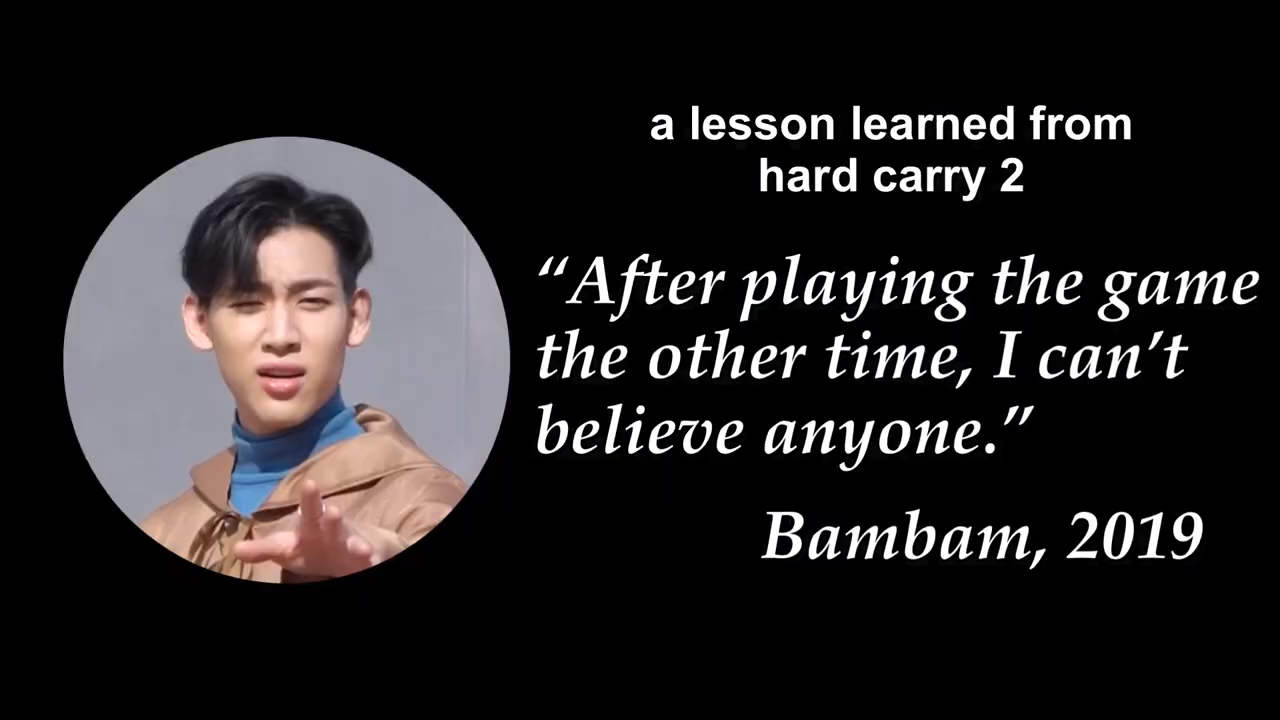 a lesson learned from
hard carry 2
“After playing the game
the other time, I can’t
believe anyone.”
Bambam, 2019